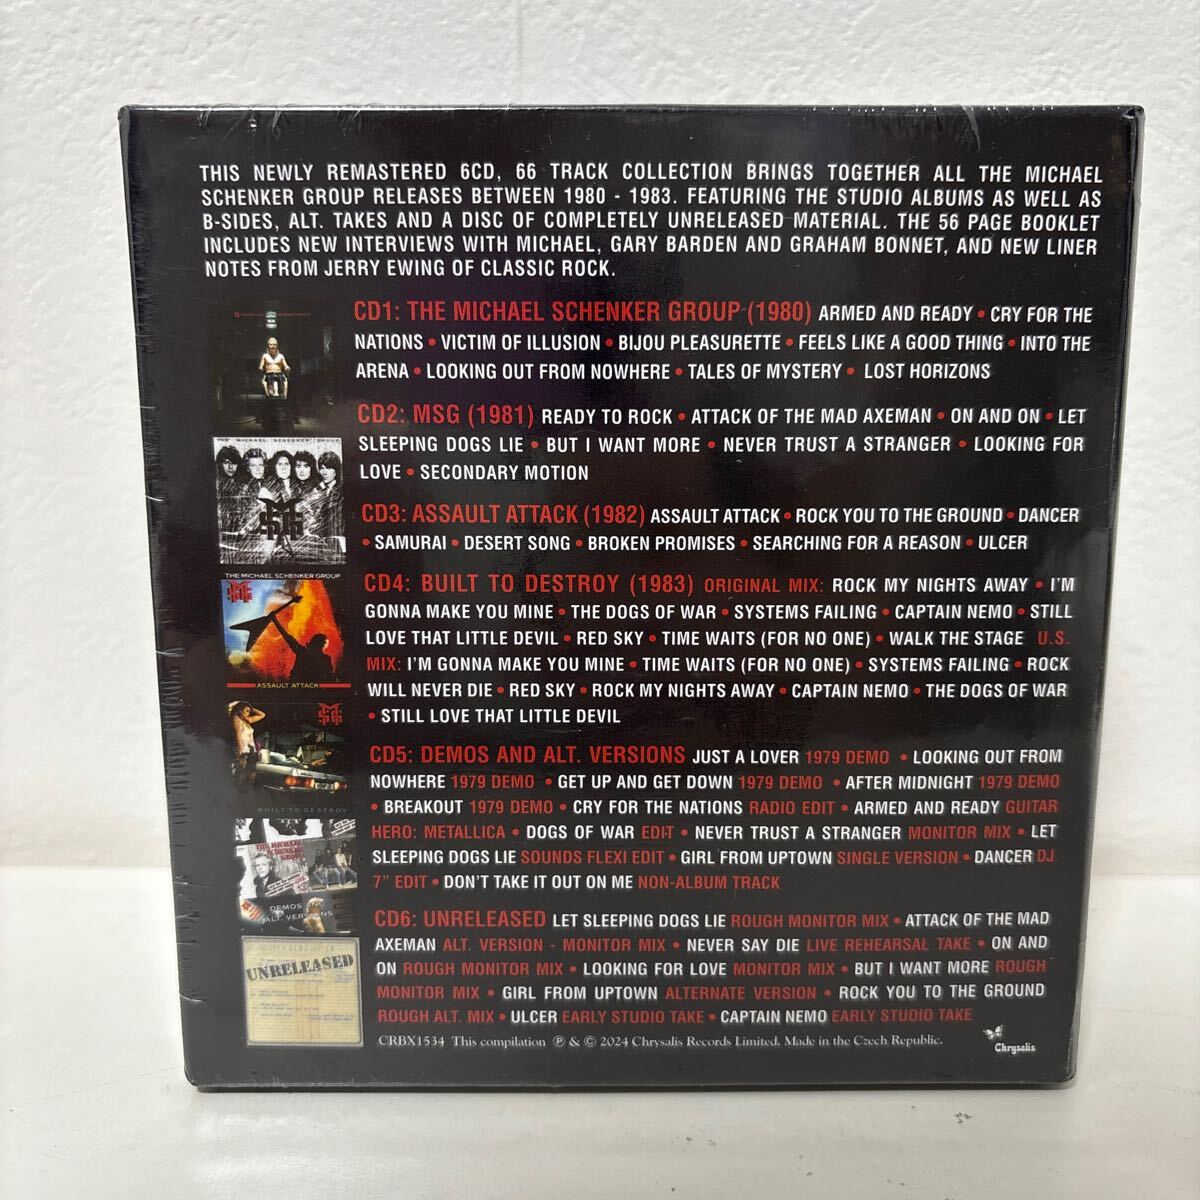 THIS NEWLY REMASTERED 6CD, 66 TRACK COLLECTION BRINGS TOGETHER ALL THE MICHAEL
SCHENKER GROUP RELEASES BETWEEN 1980 - 1983. FEATURING THE STUDIO ALBUMS AS WELL AS
B-SIDES, ALT. TAKES AND A DISC OF COMPLETELY UNRELEASED MATERIAL. THE 56 PAGE BOOKLET
INCLUDES NEW INTERVIEWS WITH MICHAEL, GARY BARDEN AND GRAHAM BONNET, AND NEW LINER
NOTES FROM JERRY EWING OF CLASSIC ROCK.
CD1: THE MICHAEL SCHENKER GROUP (1980) ARMED AND READY • CRY FOR THE
NATIONS • VICTIM OF ILLUSION • BIJOU PLEASURETTE • FEELS LIKE A GOOD THING • INTO THE
ARENA • LOOKING OUT FROM NOWHERE • TALES OF MYSTERY • LOST HORIZONS
CD2: MSG (1981) READY TO ROCK • ATTACK OF THE MAD AXEMAN • ON AND ON • LET
SLEEPING DOGS LIE • BUT I WANT MORE • NEVER TRUST A STRANGER • LOOKING FOR
LOVE • SECONDARY MOTION
THE MICHAEL SCHENKER GROUP
CD3: ASSAULT ATTACK (1982) ASSAULT ATTACK • ROCK YOU TO THE GROUND • DANCER
• SAMURAI • DESERT SONG • BROKEN PROMISES • SEARCHING FOR A REASON • ULCER
THE MICHAEL SCHENKER GROUP
ASSAULT ATTACK
CD4: BUILT TO DESTROY (1983) ORIGINAL MIX: ROCK MY NIGHTS AWAY • I'M
GONNA MAKE YOU MINE • THE DOGS OF WAR • SYSTEMS FAILING • CAPTAIN NEMO • STILL
LOVE THAT LITTLE DEVIL • RED SKY • TIME WAITS (FOR NO ONE) • WALK THE STAGE U.S.
MIX: I'M GONNA MAKE YOU MINE • TIME WAITS (FOR NO ONE) • SYSTEMS FAILING • ROCK
WILL NEVER DIE • RED SKY • ROCK MY NIGHTS AWAY • CAPTAIN NEMO • THE DOGS OF WAR
• STILL LOVE THAT LITTLE DEVIL
BUILT TO DESTROY
CD5: DEMOS AND ALT. VERSIONS JUST A LOVER 1979 DEMO • LOOKING OUT FROM
NOWHERE 1979 DEMO • GET UP AND GET DOWN 1979 DEMO • AFTER MIDNIGHT 1979 DEMO
• BREAKOUT 1979 DEMO • CRY FOR THE NATIONS RADIO EDIT • ARMED AND READY GUITAR
HERO: METALLICA • DOGS OF WAR EDIT • NEVER TRUST A STRANGER MONITOR MIX • LET
SLEEPING DOGS LIE SOUNDS FLEXI EDIT • GIRL FROM UPTOWN SINGLE VERSION • DANCER DJ
7" EDIT • DON'T TAKE IT OUT ON ME NON-ALBUM TRACK
THE MICHAEL
SCHENKER
GROUP
DEMOS AND
ALT. VERSIONS
CD6: UNRELEASED LET SLEEPING DOGS LIE ROUGH MONITOR MIX • ATTACK OF THE MAD
AXEMAN ALT. VERSION - MONITOR MIX • NEVER SAY DIE LIVE REHEARSAL TAKE • ON AND
ON ROUGH MONITOR MIX • LOOKING FOR LOVE MONITOR MIX • BUT I WANT MORE ROUGH
MONITOR MIX • GIRL FROM UPTOWN ALTERNATE VERSION • ROCK YOU TO THE GROUND
ROUGH ALT. MIX • ULCER EARLY STUDIO TAKE • CAPTAIN NEMO EARLY STUDIO TAKE
UNRELEASED
CRBX1534 This compilation ℗ & © 2024 Chrysalis Records Limited. Made in the Czech Republic.
Chrysalis